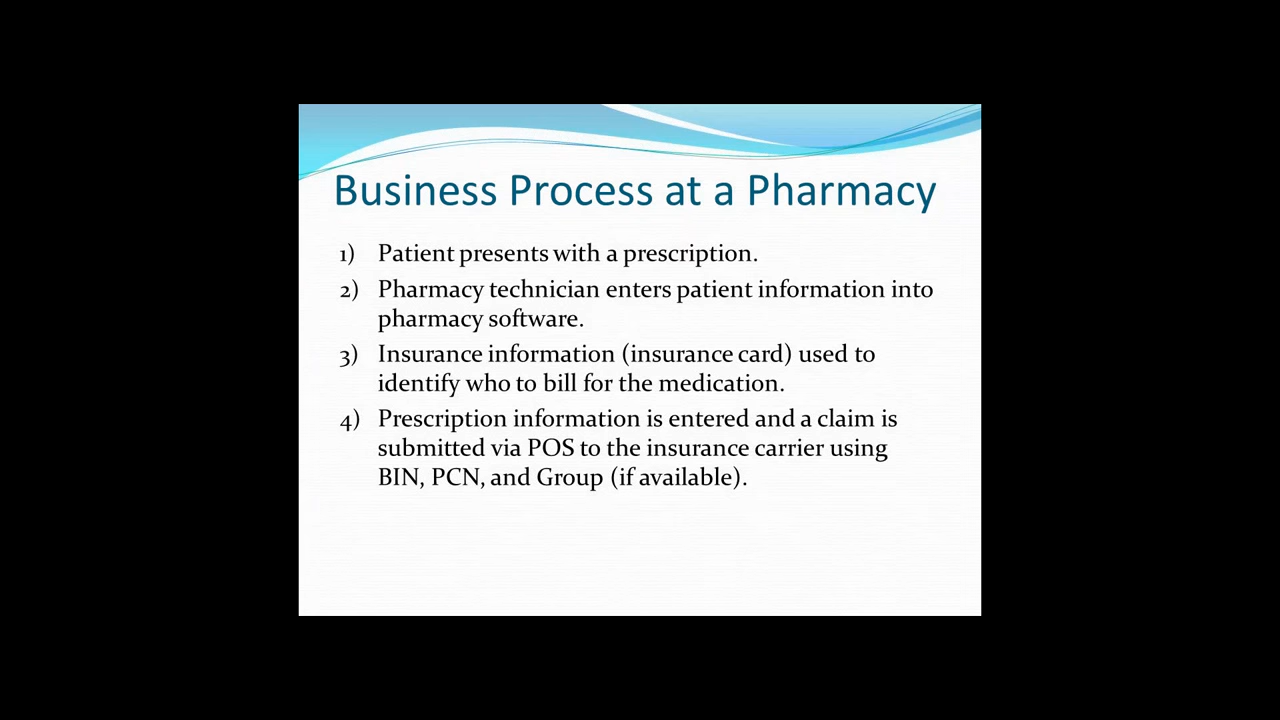 Business Process at a Pharmacy
1) Patient presents with a prescription.
2) Pharmacy technician enters patient information into
pharmacy software.
3) Insurance information (insurance card) used to
identify who to bill for the medication.
4) Prescription information is entered and a claim is
submitted via POS to the insurance carrier using
BIN, PCN, and Group (if available).